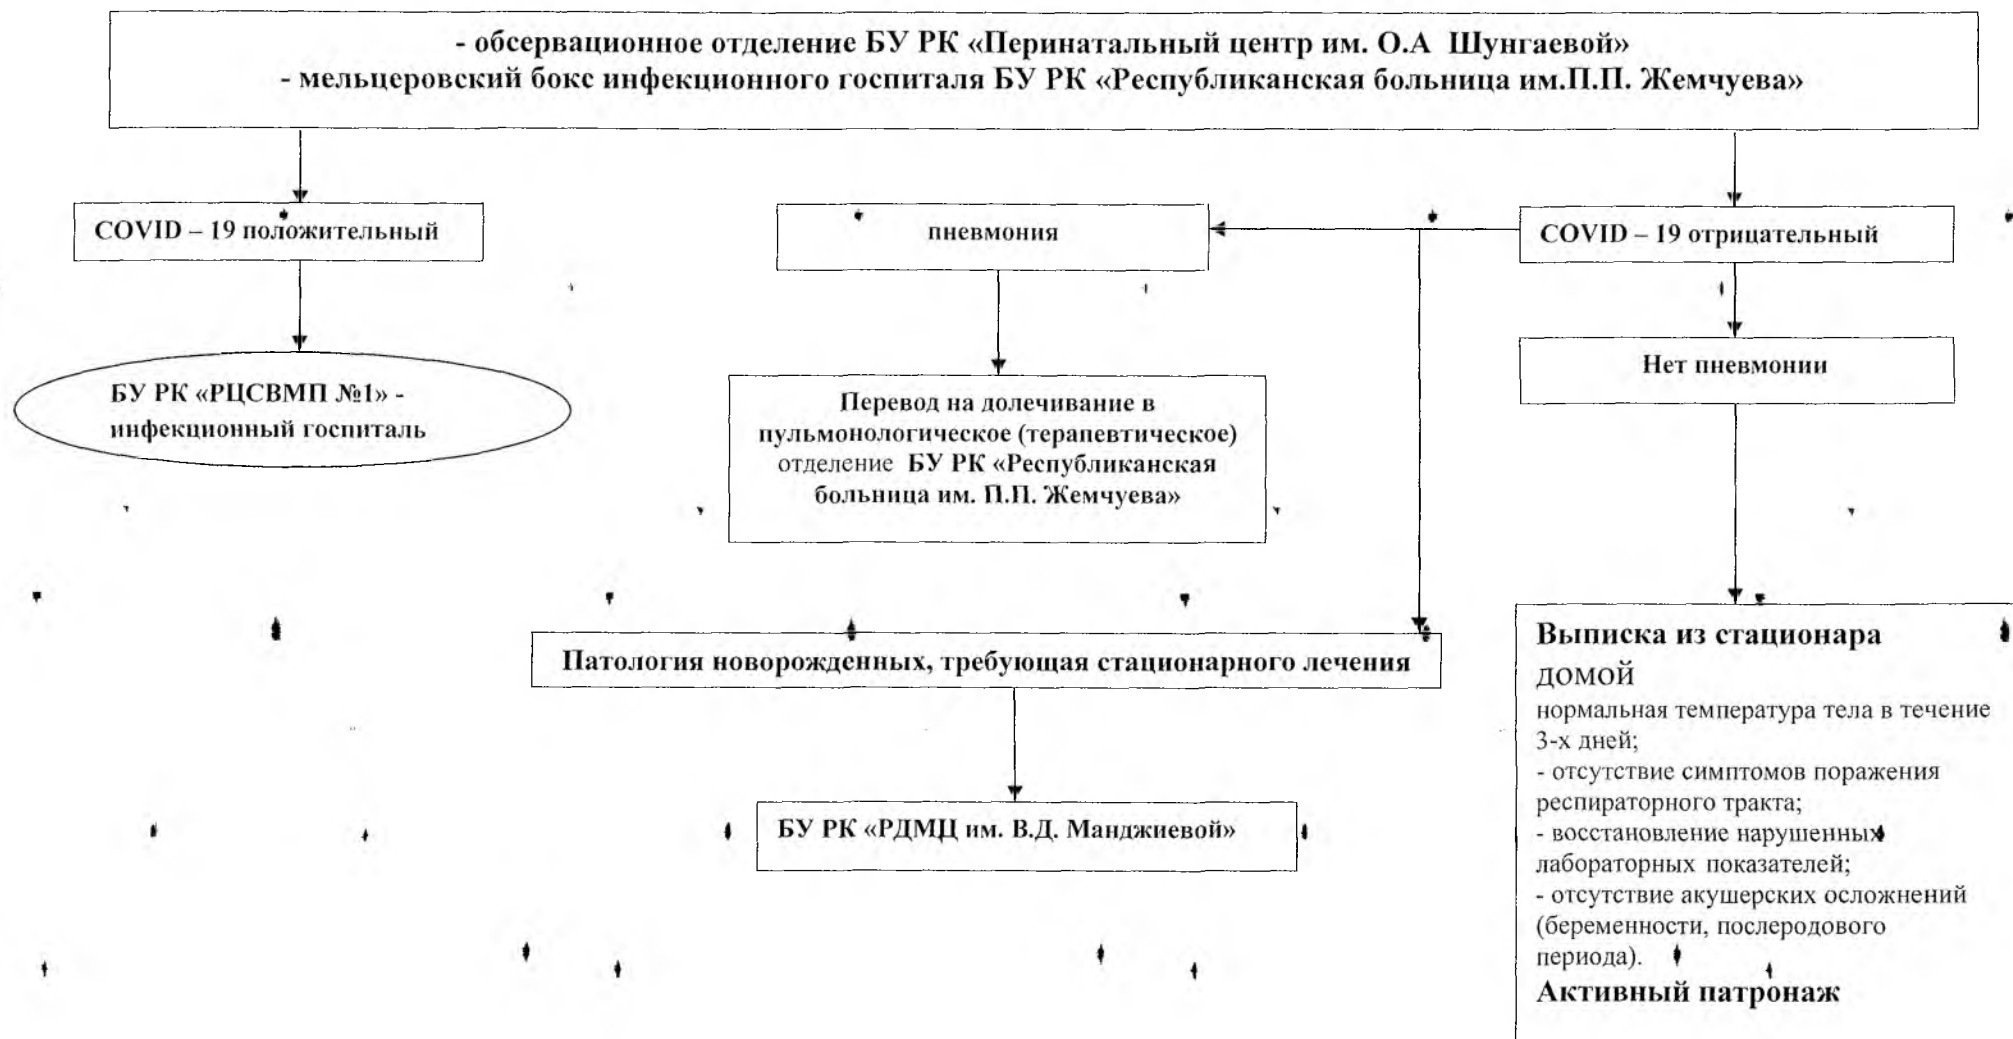 - обсервационное отделение БУ РК «Перинатальный центр им. О.А Шунгаевой»
- мельцеровский бокс инфекционного госпиталя БУ РК «Республиканская больница им.П.П. Жемчуева»
COVID – 19 положительный
пневмония
COVID – 19 отрицательный
БУ РК «РЦСВМП №1» -
инфекционный госпиталь
Перевод на долечивание в
пульмонологическое (терапевтическое)
отделение БУ РК «Республиканская
больница им. П.П. Жемчуева»
Нет пневмонии
Патология новорожденных, требующая стационарного лечения
БУ РК «РДМЦ им. В.Д. Манджиевой»
Выписка из стационара
домой
нормальная температура тела в течение
3-х дней;
- отсутствие симптомов поражения
респираторного тракта;
- восстановление нарушенных
лабораторных показателей;
- отсутствие акушерских осложнений
(беременности, послеродового
периода).
Активный патронаж